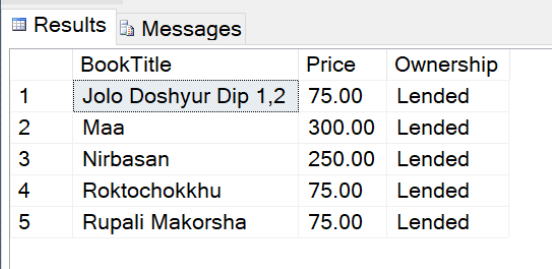 Results Messages
BookTitle Price Ownership
1 Jolo Doshyur Dip 1,2 75.00 Lended
2 Maa 300.00 Lended
3 Nirbasan 250.00 Lended
4 Roktochokkhu 75.00 Lended
5 Rupali Makorsha 75.00 Lended